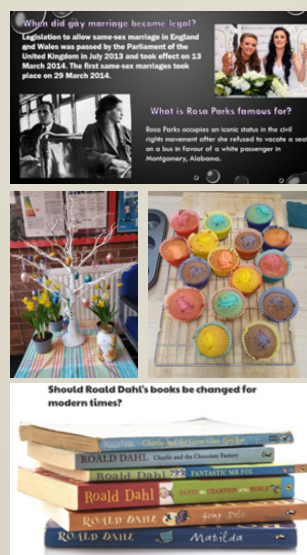 When did gay marriage become legal?
Legislation to allow same-sex marriage in England
and Wales was passed by the Parliament of the
United Kingdom in July 2013 and took effect on 13
March 2014. The first same-sex marriages took
place on 29 March 2014.
What is Rosa Parks famous for?
Rosa Parks occupies an iconic status in the civil
rights movement after she refused to vacate a seat
on a bus in favour of a white passenger in
Montgomery, Alabama.
Should Roald Dahl's books be changed for
modern times?
ROALD DAHL Charlie and the Great Glass Elevator
ROALD DAHL Charlie and the Chocolate Factory
Roald Dahl FANTASTIC MR FOX
Roald Dahl DANNY THE CHAMPION OF THE WORLD
ROALD DAHL Going Solo
ROALD DAHL Matilda